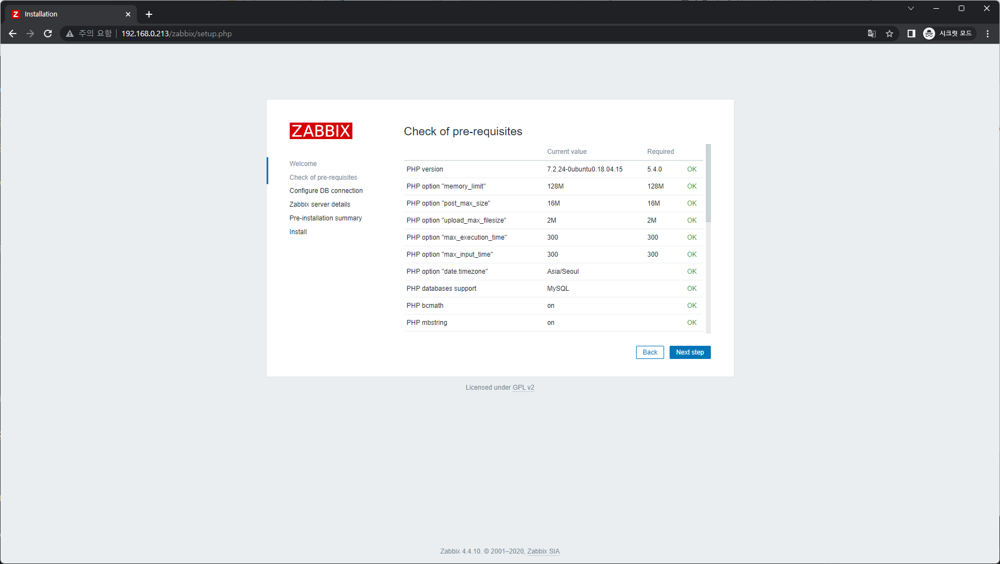 Installation
주의 요함 192.168.0.213/zabbix/setup.php 시크릿 모드
ZABBIX
Welcome
Check of pre-requisites
Configure DB connection
Zabbix server details
Pre-installation summary
Install
Check of pre-requisites
Current value Required
PHP version 7.2.24-0ubuntu0.18.04.15 5.4.0 OK
PHP option "memory_limit" 128M 128M OK
PHP option "post_max_size" 16M 16M OK
PHP option "upload_max_filesize" 2M 2M OK
PHP option "max_execution_time" 300 300 OK
PHP option "max_input_time" 300 300 OK
PHP option "date.timezone" Asia/Seoul OK
PHP databases support MySQL OK
PHP bcmath on OK
PHP mbstring on OK
Back Next step
Licensed under GPL v2
Zabbix 4.4.10. © 2001–2020, Zabbix SIA